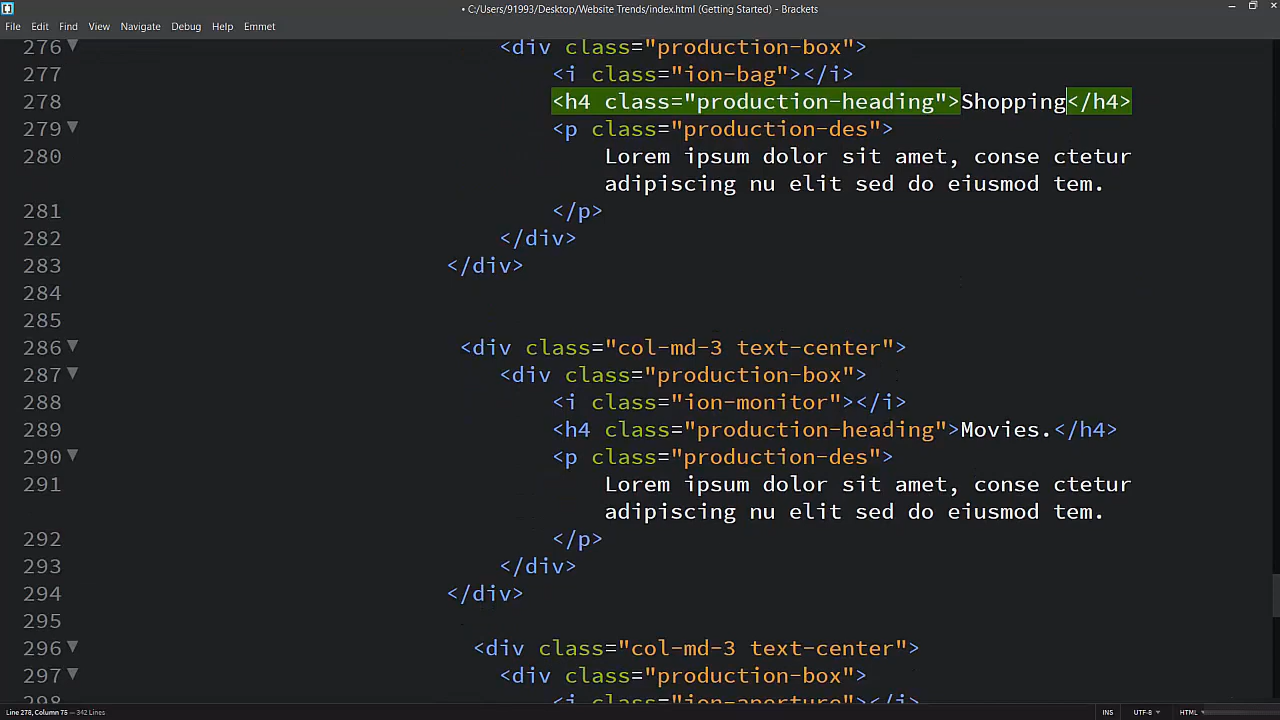 • C:/Users/91993/Desktop/Website Trends/index.html (Getting Started) - Brackets
File Edit Find View Navigate Debug Help Emmet
276 <div class="production-box">
277 <i class="ion-bag"></i>
278 <h4 class="production-heading">Shopping</h4>
279 <p class="production-des">
280 Lorem ipsum dolor sit amet, conse ctetur
adipiscing nu elit sed do eiusmod tem.
281 </p>
282 </div>
283 </div>
284
285
286 <div class="col-md-3 text-center">
287 <div class="production-box">
288 <i class="ion-monitor"></i>
289 <h4 class="production-heading">Movies.</h4>
290 <p class="production-des">
291 Lorem ipsum dolor sit amet, conse ctetur
adipiscing nu elit sed do eiusmod tem.
292 </p>
293 </div>
294 </div>
295
296 <div class="col-md-3 text-center">
297 <div class="production-box">
298 <i class="ion-aperture"></i>
Line 278, Column 75 — 342 Lines INS UTF-8 HTML